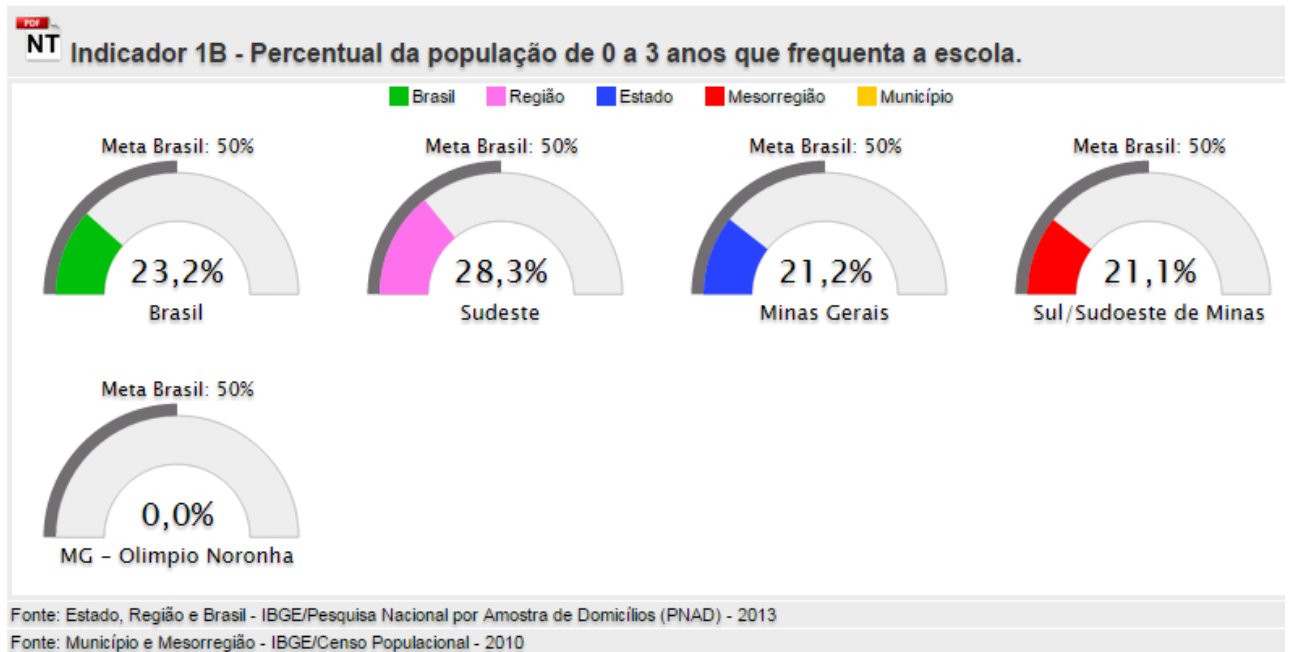 PDF
NT
Indicador 1B - Percentual da população de 0 a 3 anos que frequenta a escola.
Brasil Região Estado Mesorregião Município
Meta Brasil: 50% Meta Brasil: 50% Meta Brasil: 50% Meta Brasil: 50%
23,2% 28,3% 21,2% 21,1%
Brasil Sudeste Minas Gerais Sul/Sudoeste de Minas
Meta Brasil: 50%
0,0%
MG – Olimpio Noronha
Fonte: Estado, Região e Brasil - IBGE/Pesquisa Nacional por Amostra de Domicílios (PNAD) - 2013
Fonte: Município e Mesorregião - IBGE/Censo Populacional - 2010